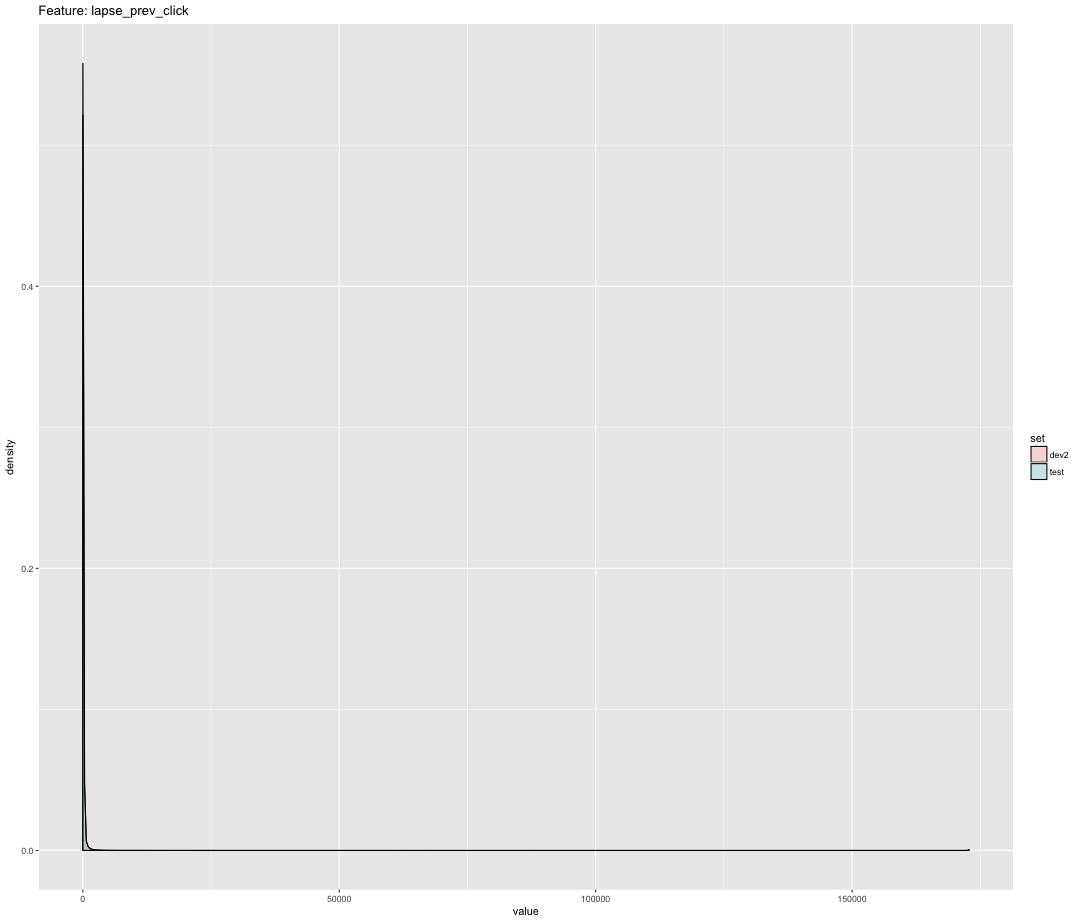 Feature: lapse_prev_click
density
0.4
0.2
0.0
0
50000
100000
150000
value
set
dev2
test